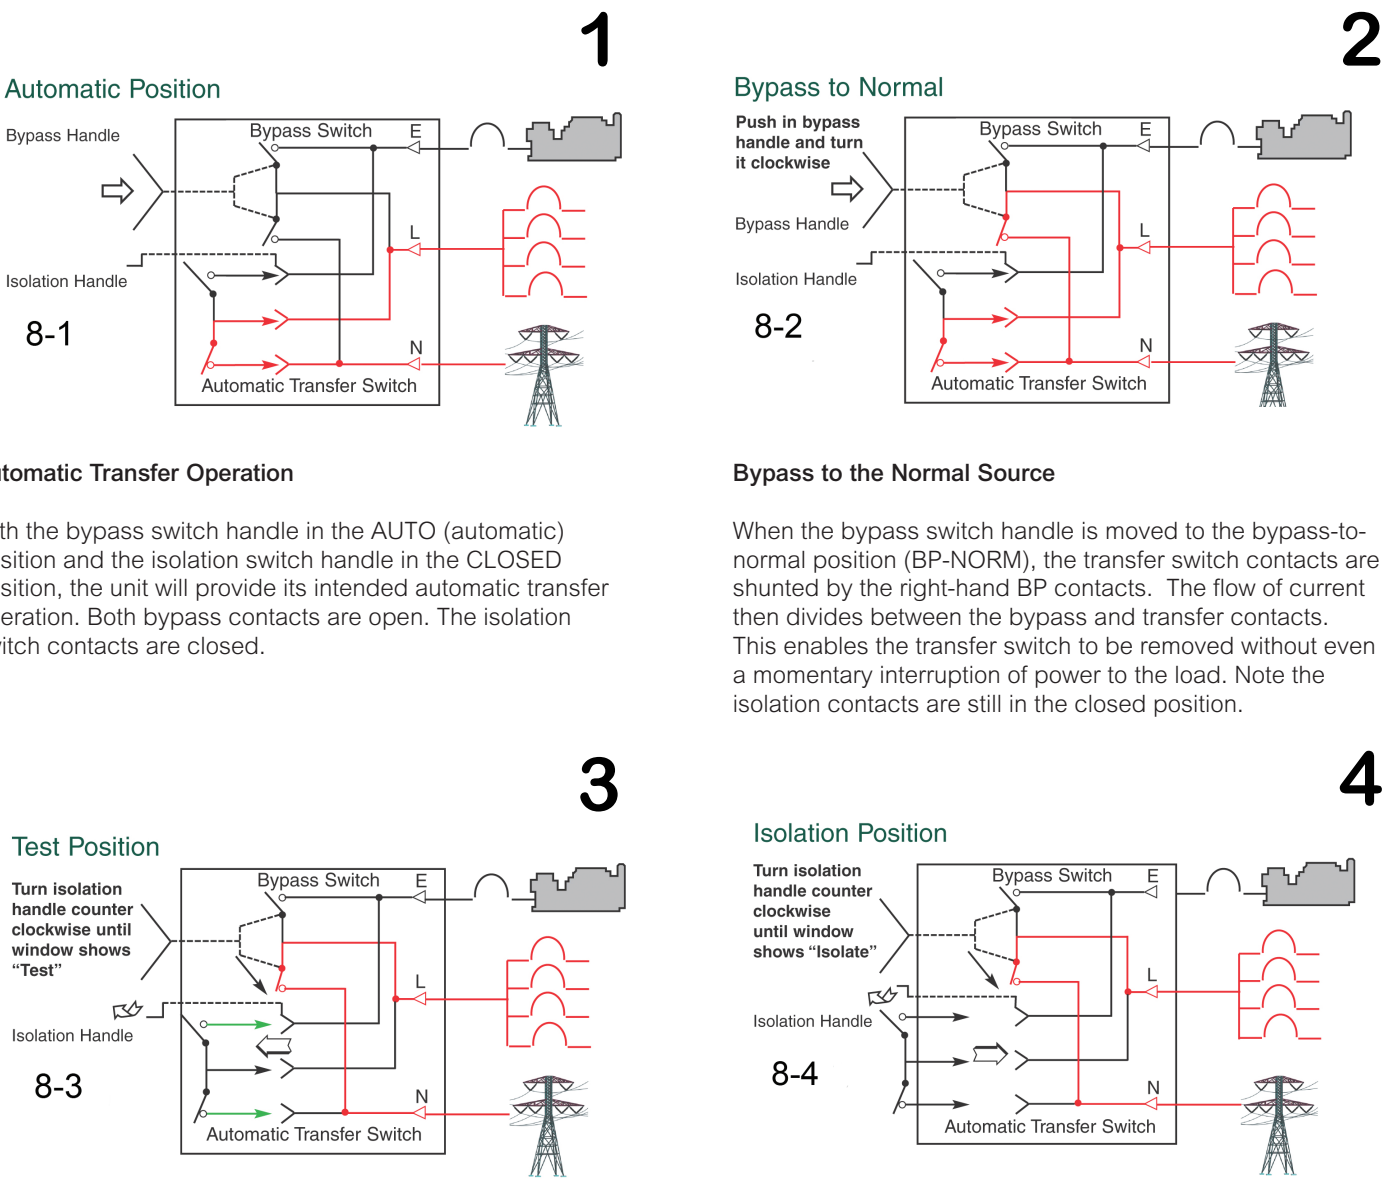 1
Automatic Position
Bypass Handle
Bypass Switch
E
L
Isolation Handle
8-1
N
Automatic Transfer Switch
utomatic Transfer Operation
th the bypass switch handle in the AUTO (automatic)
sition and the isolation switch handle in the CLOSED
sition, the unit will provide its intended automatic transfer
eration. Both bypass contacts are open. The isolation
itch contacts are closed.
2
Bypass to Normal
Push in bypass
handle and turn
it clockwise
Bypass Switch
E
Bypass Handle
L
Isolation Handle
8-2
N
Automatic Transfer Switch
Bypass to the Normal Source
When the bypass switch handle is moved to the bypass-to-
normal position (BP-NORM), the transfer switch contacts are
shunted by the right-hand BP contacts. The flow of current
then divides between the bypass and transfer contacts.
This enables the transfer switch to be removed without even
a momentary interruption of power to the load. Note the
isolation contacts are still in the closed position.
3
Test Position
Turn isolation
handle counter
clockwise until
window shows
“Test”
Bypass Switch
E
L
Isolation Handle
8-3
N
Automatic Transfer Switch
4
Isolation Position
Turn isolation
handle counter
clockwise
until window
shows “Isolate”
Bypass Switch
E
L
Isolation Handle
8-4
N
Automatic Transfer Switch